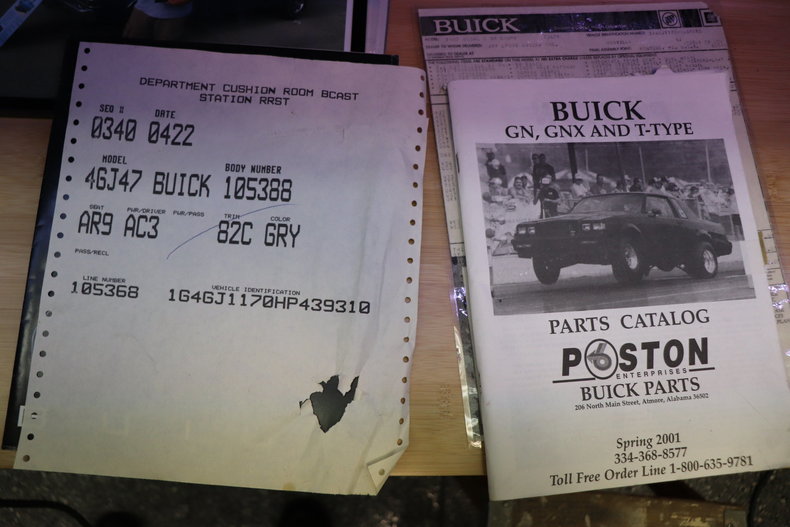 DEPARTMENT CUSHION ROOM BCAST
STATION RRST
SEQ # DATE
0340 0422
MODEL BODY NUMBER
4GJ47 BUICK 105388
SEAT PWR/DRIVER PWR/PASS TRIM COLOR
AR9 AC3 82C GRY
PASS/RECL
LINE NUMBER VEHICLE IDENTIFICATION
105368 1G4GJ1170HP439310
BUICK
BUICK
GN, GNX AND T-TYPE
PARTS CATALOG
P6STON
ENTERPRISES
BUICK PARTS
206 North Main Street, Atmore, Alabama 36502
Spring 2001
334-368-8577
Toll Free Order Line 1-800-635-9781